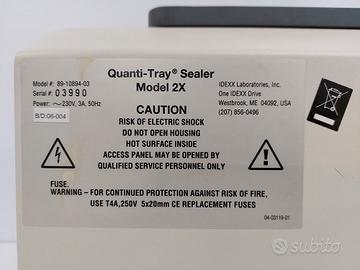 Model #: 89-10894-03
Serial #: 03990
Power: ~230V, 3A, 50Hz
B/D:06-004
Quanti-Tray® Sealer
Model 2X
IDEXX Laboratories, Inc.
One IDEXX Drive
Westbrook, ME 04092, USA
(207) 856-0496
CAUTION
RISK OF ELECTRIC SHOCK
DO NOT OPEN HOUSING
HOT SURFACE INSIDE
ACCESS PANEL MAY BE OPENED BY
QUALIFIED SERVICE PERSONNEL ONLY
FUSE.
WARNING – FOR CONTINUED PROTECTION AGAINST RISK OF FIRE,
USE T4A,250V 5x20mm CE REPLACEMENT FUSES
04-03119-01
subito